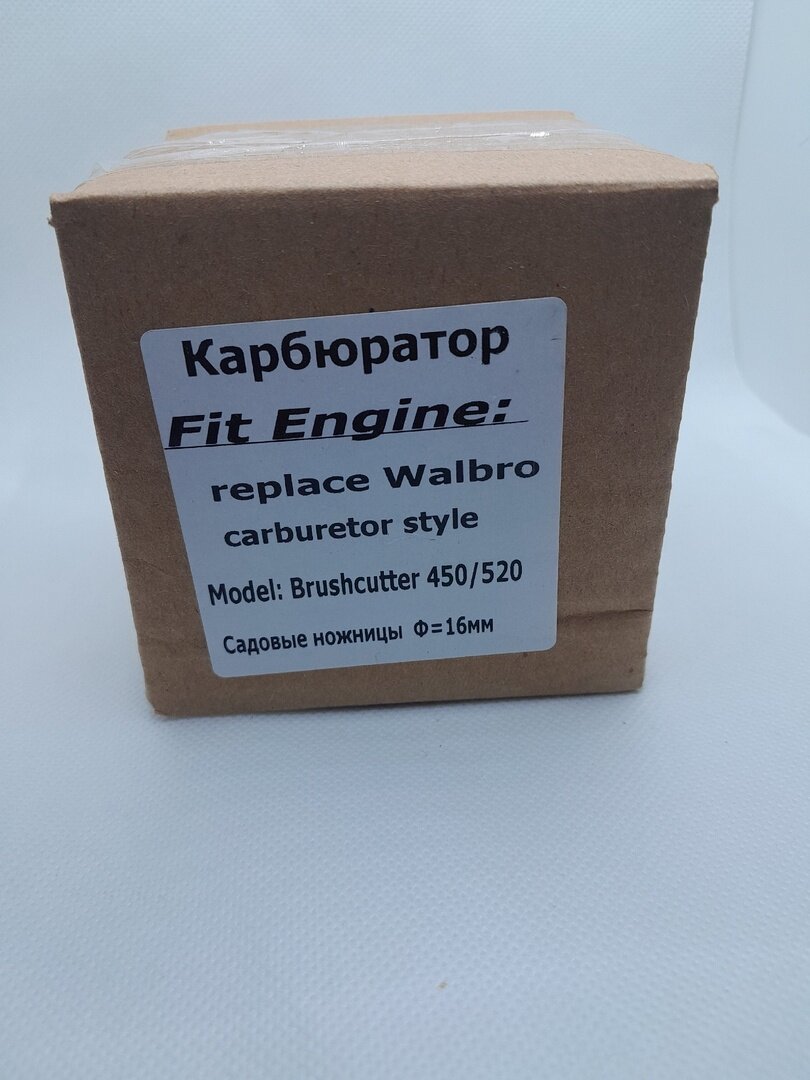 Карбюратор
Fit Engine:
replace Walbro
carburetor style
Model: Brushcutter 450/520
Садовые ножницы Ф=16мм